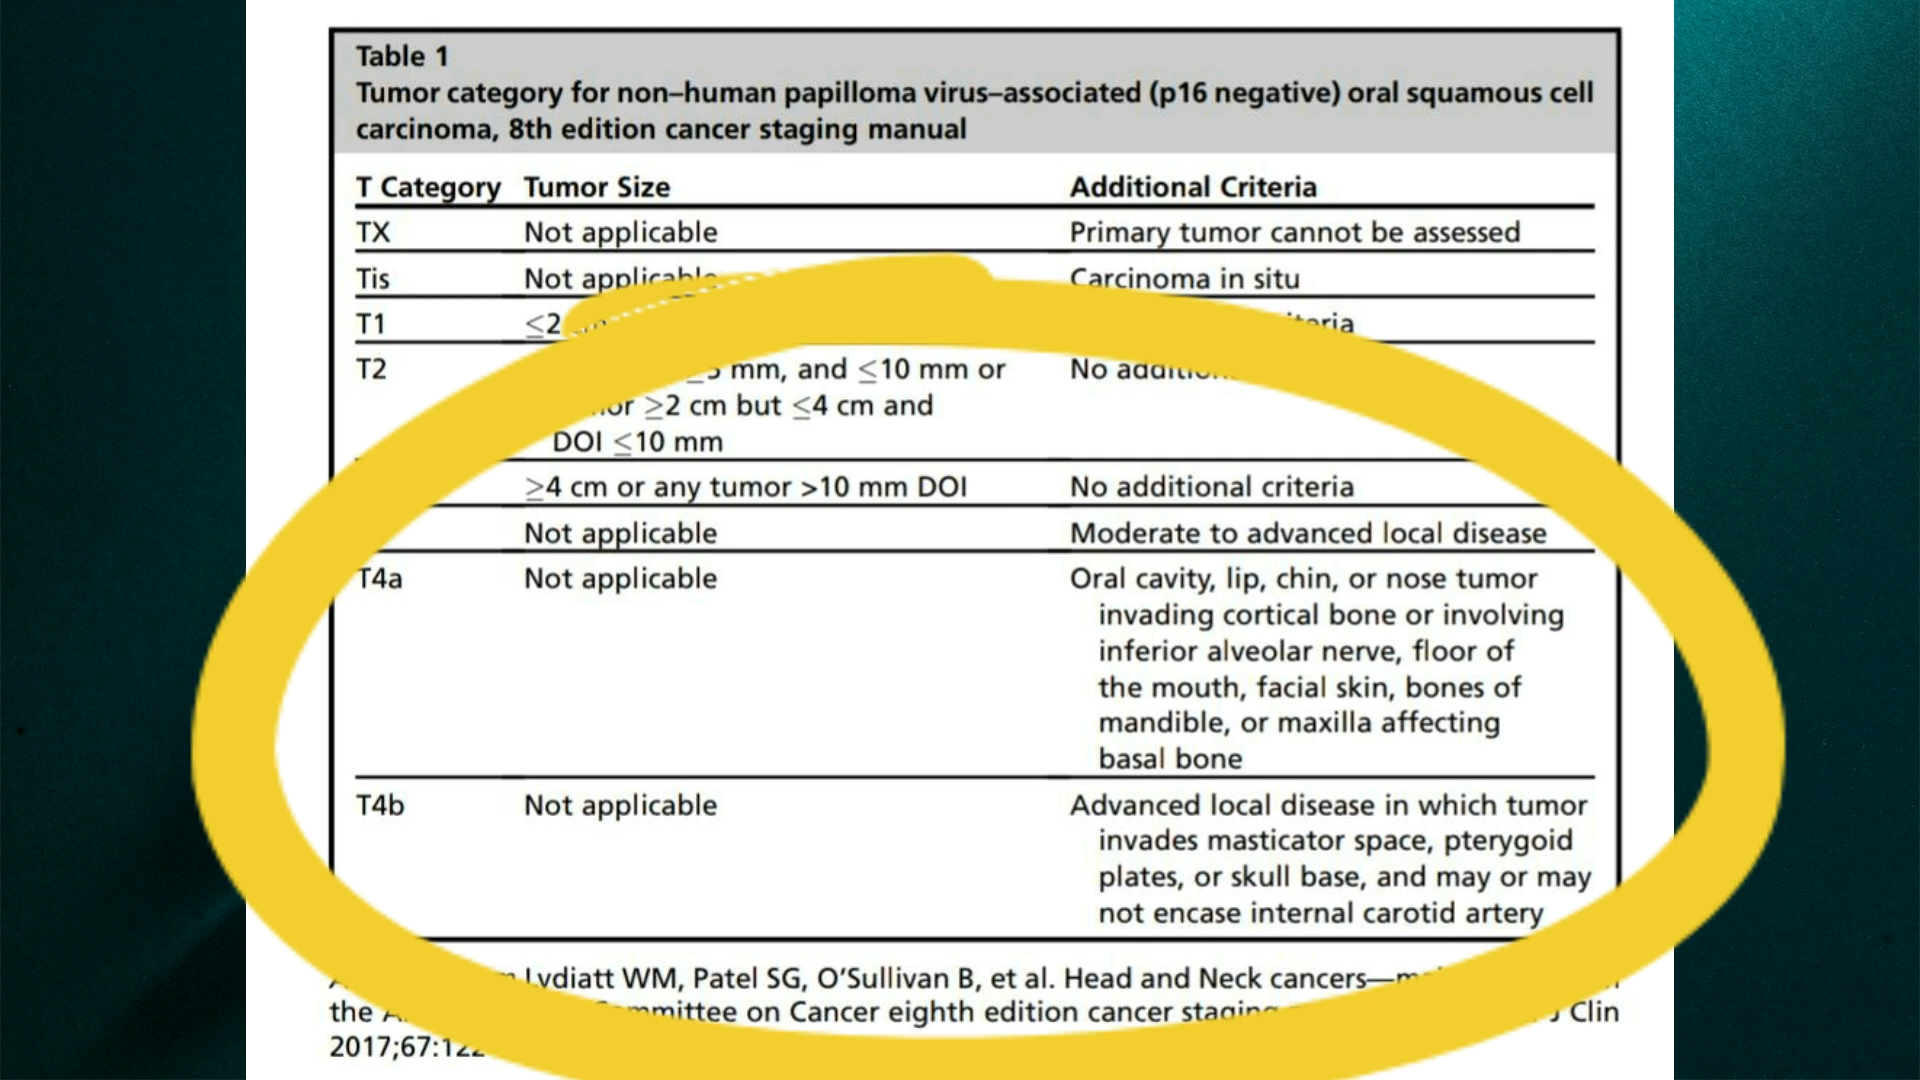 Table 1
Tumor category for non–human papilloma virus–associated (p16 negative) oral squamous cell
carcinoma, 8th edition cancer staging manual
T Category Tumor Size Additional Criteria
TX Not applicable Primary tumor cannot be assessed
Tis Not applicable Carcinoma in situ
T1 ≤2
T2 mm, and ≤10 mm or No
≥2 cm but ≤4 cm and
DOI ≤10 mm
≥4 cm or any tumor >10 mm DOI No additional criteria
Not applicable Moderate to advanced local disease
T4a Not applicable Oral cavity, lip, chin, or nose tumor
invading cortical bone or involving
inferior alveolar nerve, floor of
the mouth, facial skin, bones of
mandible, or maxilla affecting
basal bone
T4b Not applicable Advanced local disease in which tumor
invades masticator space, pterygoid
plates, or skull base, and may or may
not encase internal carotid artery
Lydiatt WM, Patel SG, O’Sullivan B, et al. Head and Neck cancers—
the on Cancer eighth edition cancer staging Clin
2017;67:122